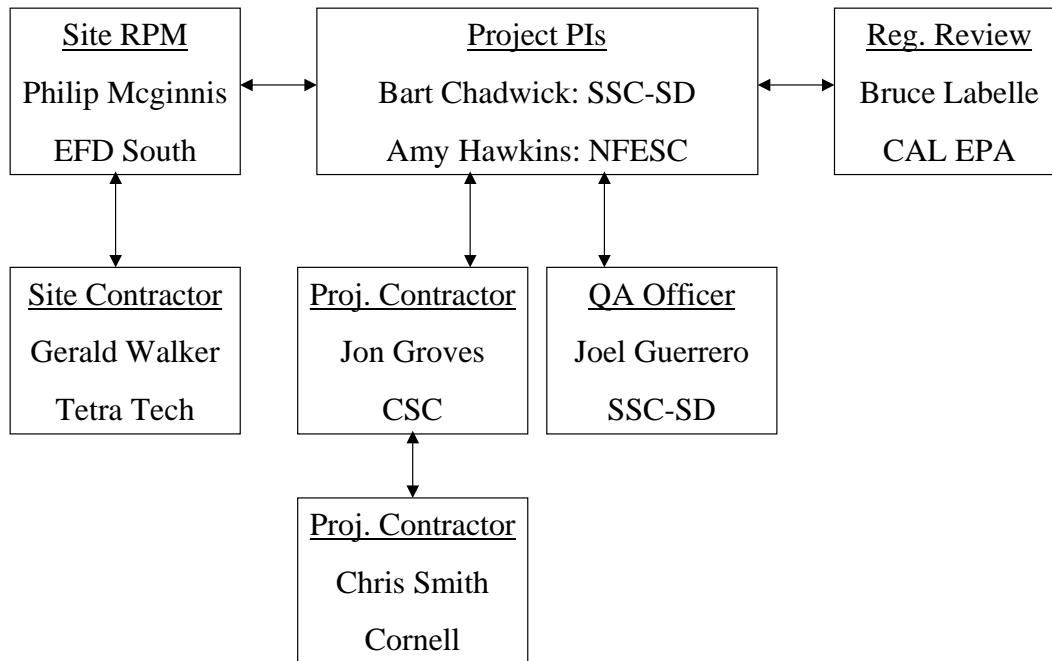 Site RPM
Philip Mcginnis
EFD South
Project PIs
Bart Chadwick: SSC-SD
Amy Hawkins: NFESC
Reg. Review
Bruce Labelle
CAL EPA
Site Contractor
Gerald Walker
Tetra Tech
Proj. Contractor
Jon Groves
CSC
QA Officer
Joel Guerrero
SSC-SD
Proj. Contractor
Chris Smith
Cornell